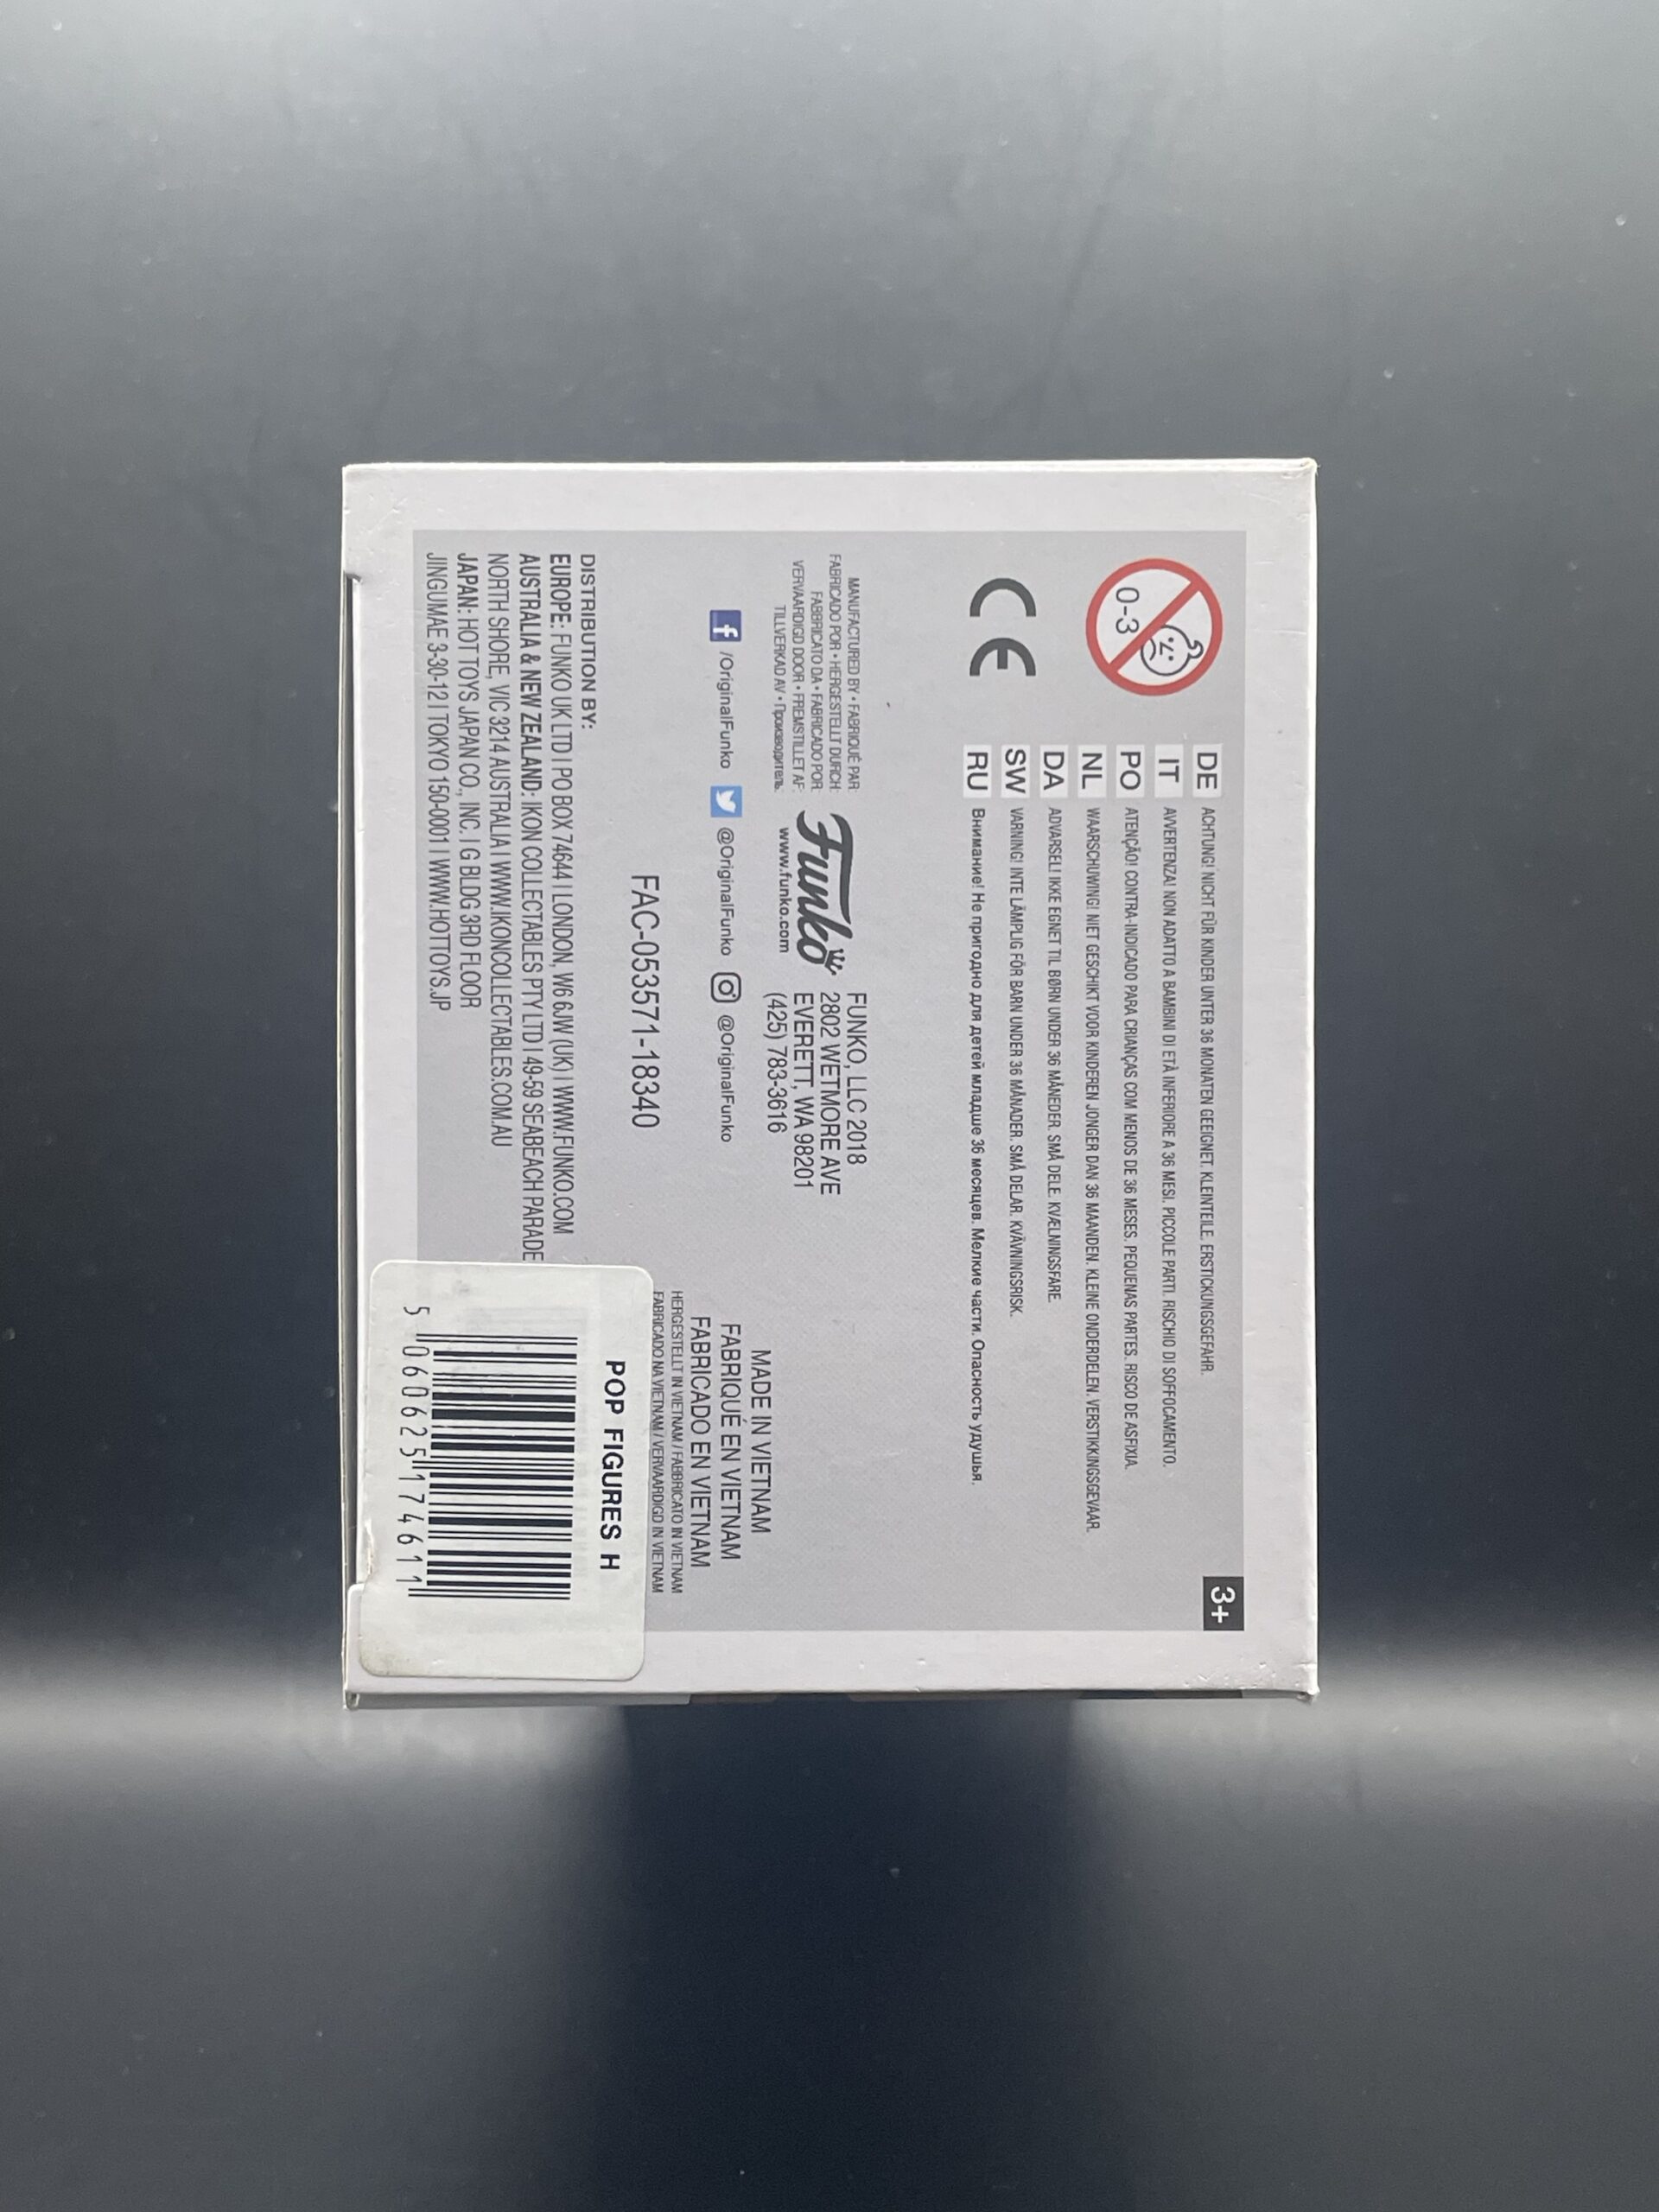 0-3
3+
DE ACHTUNG! NICHT FÜR KINDER UNTER 36 MONATEN GEEIGNET. KLEINTEILE. ERSTICKUNGSGEFAHR.
IT AVVERTENZA! NON ADATTO A BAMBINI DI ETÀ INFERIORE A 36 MESI. PICCOLE PARTI. RISCHIO DI SOFFOCAMENTO.
PO ATENÇÃO! CONTRA-INDICADO PARA CRIANÇAS COM MENOS DE 36 MESES. PEQUENAS PARTES. RISCO DE ASFIXIA.
NL WAARSCHUWING! NIET GESCHIKT VOOR KINDEREN JONGER DAN 36 MAANDEN. KLEINE ONDERDELEN. VERSTIKKINGSGEVAAR.
DA ADVARSEL! IKKE EGNET TIL BØRN UNDER 36 MÅNEDER. SMÅ DELE. KVÆLNINGSFARE.
SW VARNING! INTE LÄMPLIG FÖR BARN UNDER 36 MÅNADER. SMÅ DELAR. KVÄVNINGSRISK.
RU Внимание! Не пригодно для детей младше 36 месяцев. Мелкие части. Опасность удушья.
CE
MANUFACTURED BY • FABRIQUÉ PAR:
FABRICADO POR • HERGESTELLT DURCH:
FABBRICATO DA • FABRICADO POR:
VERVAARDIGD DOOR • FREMSTILLET AF:
TILLVERKAD AV • Производитель:
Funko
www.funko.com
FUNKO, LLC 2018
2802 WETMORE AVE
EVERETT, WA 98201
(425) 783-3616
/OriginalFunko @OriginalFunko @OriginalFunko
MADE IN VIETNAM
FABRIQUÉ EN VIETNAM
FABRICADO EN VIETNAM
HERGESTELLT IN VIETNAM / FABBRICATO IN VIETNAM
FABRICADO NA VIETNAM / VERVAARDIGD IN VIETNAM
FAC-053571-18340
DISTRIBUTION BY:
EUROPE: FUNKO UK LTD | PO BOX 74644 | LONDON, W6 6JW (UK) | WWW.FUNKO.COM
AUSTRALIA & NEW ZEALAND: IKON COLLECTABLES PTY LTD | 49-59 SEABEACH PARADE
NORTH SHORE, VIC 3214 AUSTRALIA | WWW.IKONCOLLECTABLES.COM.AU
JAPAN: HOT TOYS JAPAN CO., INC. | G BLDG 3RD FLOOR
JINGUMAE 3-30-12 | TOKYO 150-0001 | WWW.HOTTOYS.JP
POP FIGURES H
5 060625 174611